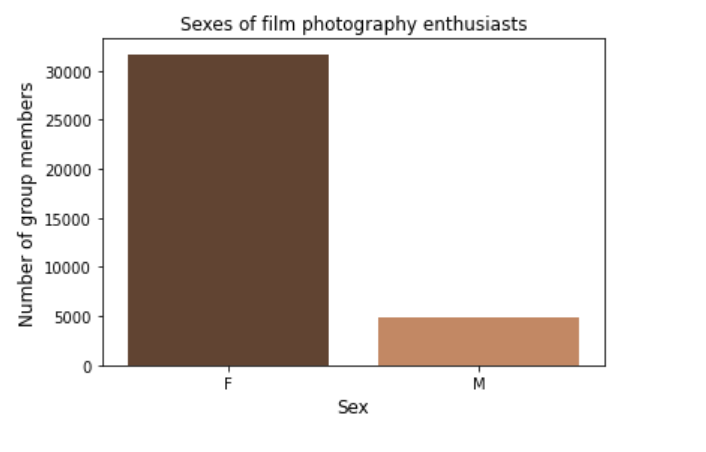 Sexes of film photography enthusiasts
Number of group members
30000
25000
20000
15000
10000
5000
0
F
M
Sex